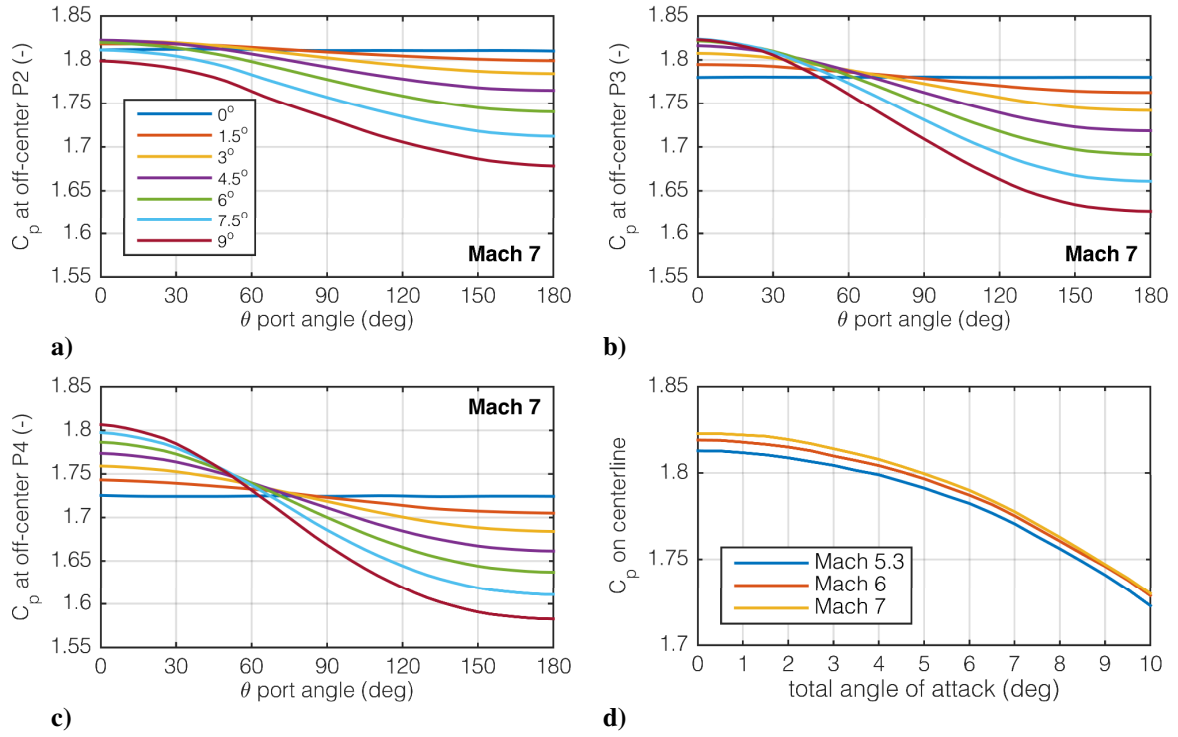 1.85
1.8
1.75
1.7
1.65
1.6
1.55
C_p at off-center P2 (-)
0°
1.5°
3°
4.5°
6°
7.5°
9°
Mach 7
0 30 60 90 120 150 180
θ port angle (deg)
a)
1.85
1.8
1.75
1.7
1.65
1.6
1.55
C_p at off-center P3 (-)
Mach 7
0 30 60 90 120 150 180
θ port angle (deg)
b)
1.85
1.8
1.75
1.7
1.65
1.6
1.55
C_p at off-center P4 (-)
Mach 7
0 30 60 90 120 150 180
θ port angle (deg)
c)
1.85
1.8
1.75
1.7
C_p on centerline
Mach 5.3
Mach 6
Mach 7
0 1 2 3 4 5 6 7 8 9 10
total angle of attack (deg)
d)